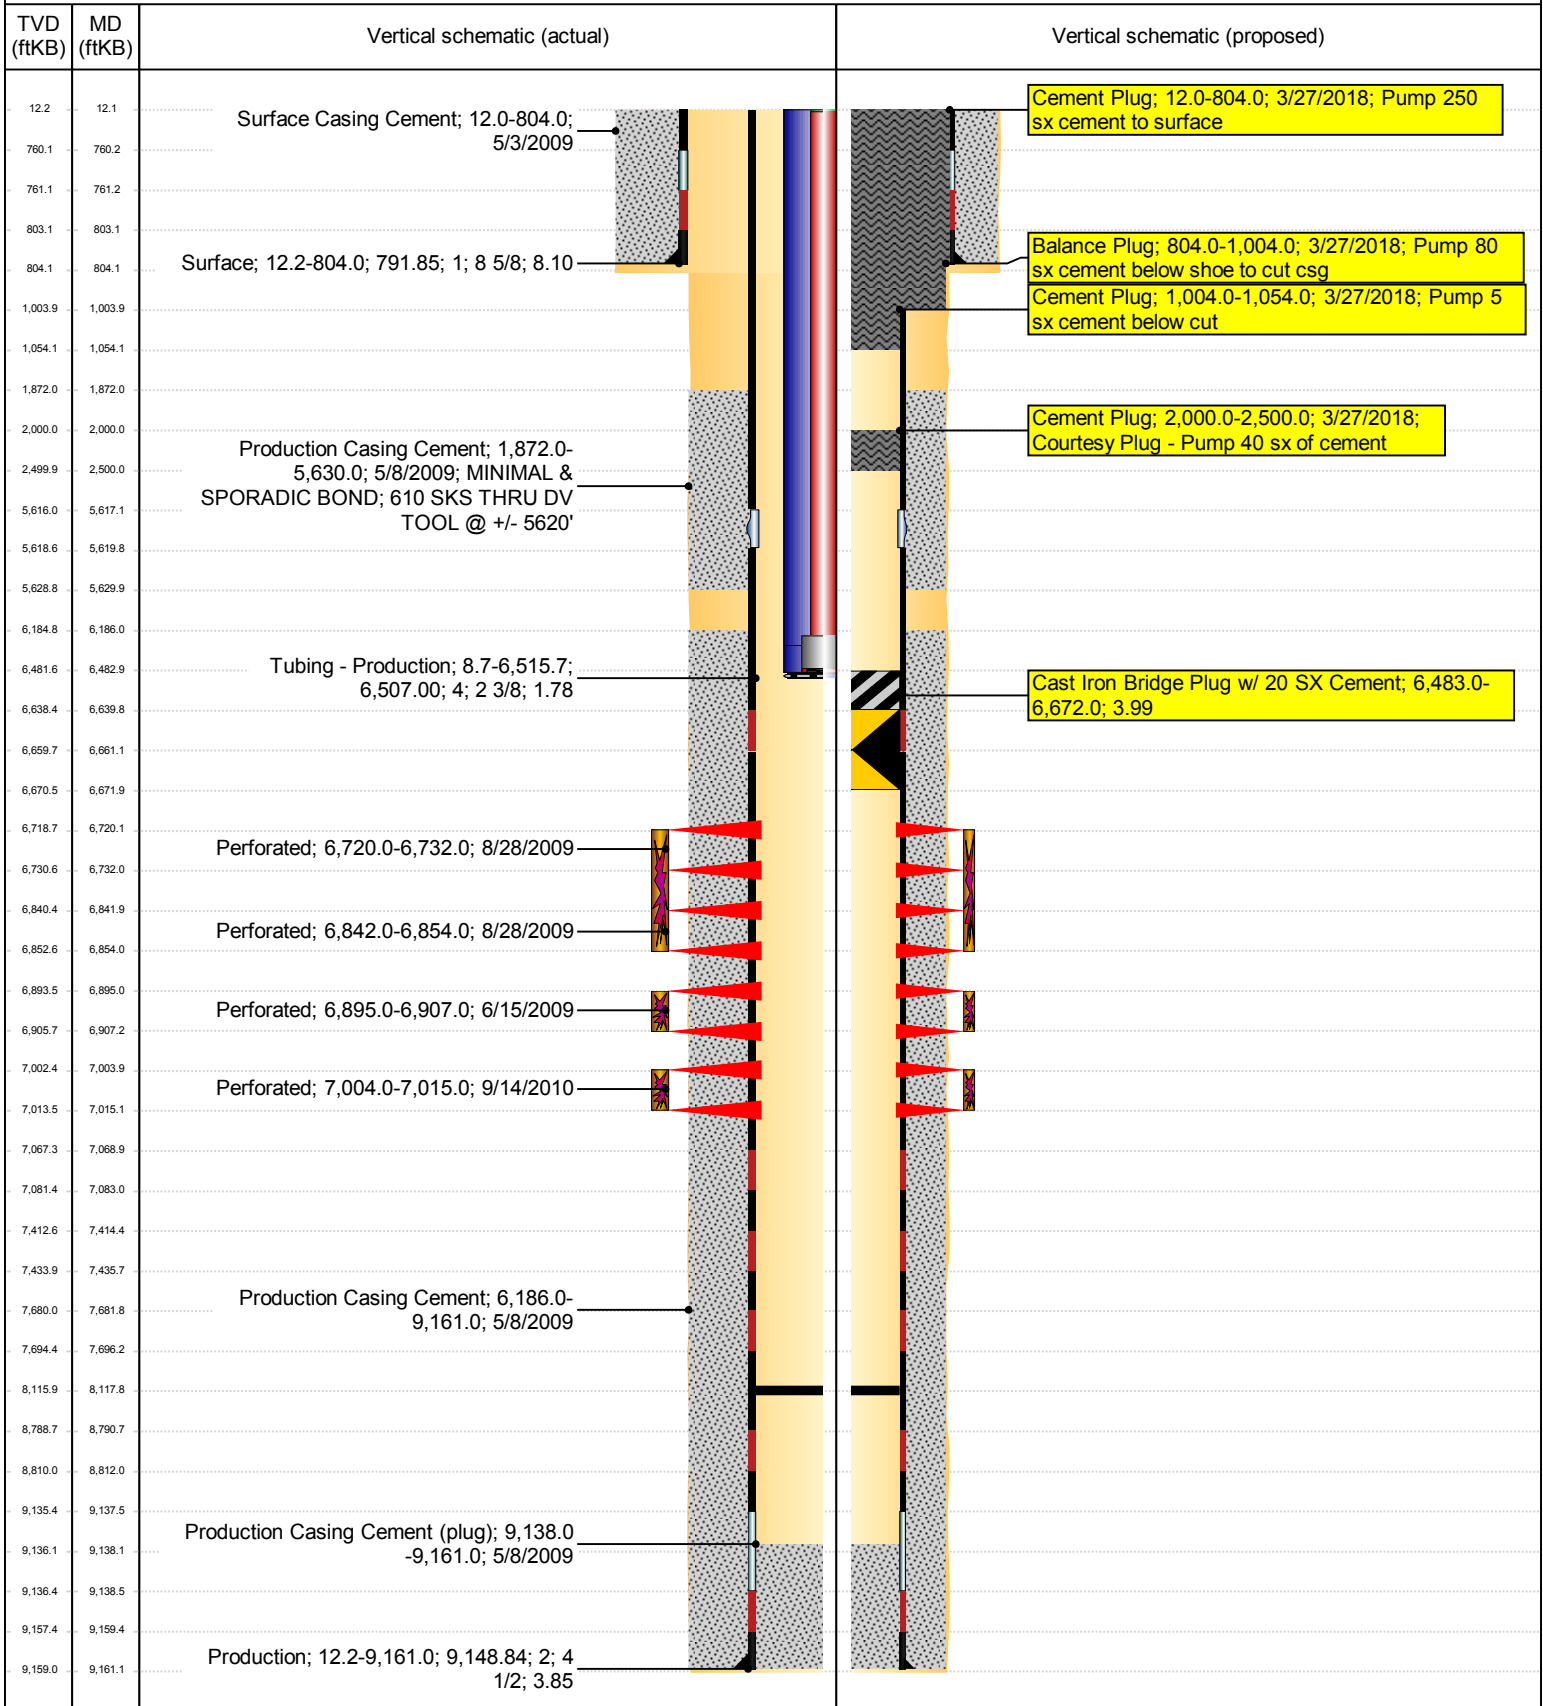 TVD
(ftKB)
MD
(ftKB)
Vertical schematic (actual)
Vertical schematic (proposed)
12.2 12.1
760.1 760.2
761.1 761.2
803.1 803.1
804.1 804.1
1,003.9 1,003.9
1,054.1 1,054.1
1,872.0 1,872.0
2,000.0 2,000.0
2,499.9 2,500.0
5,616.0 5,617.1
5,618.6 5,619.8
5,628.8 5,629.9
6,184.8 6,186.0
6,481.6 6,482.9
6,638.4 6,639.8
6,659.7 6,661.1
6,670.5 6,671.9
6,718.7 6,720.1
6,730.6 6,732.0
6,840.4 6,841.9
6,852.6 6,854.0
6,893.5 6,895.0
6,905.7 6,907.2
7,002.4 7,003.9
7,013.5 7,015.1
7,067.3 7,068.9
7,081.4 7,083.0
7,412.6 7,414.4
7,433.9 7,435.7
7,680.0 7,681.8
7,694.4 7,696.2
8,115.9 8,117.8
8,788.7 8,790.7
8,810.0 8,812.0
9,135.4 9,137.5
9,136.1 9,138.1
9,136.4 9,138.5
9,157.4 9,159.4
9,159.0 9,161.1
Surface Casing Cement; 12.0-804.0;
5/3/2009
Surface; 12.2-804.0; 791.85; 1; 8 5/8; 8.10
Production Casing Cement; 1,872.0-
5,630.0; 5/8/2009; MINIMAL &
SPORADIC BOND; 610 SKS THRU DV
TOOL @ +/- 5620'
Tubing - Production; 8.7-6,515.7;
6,507.00; 4; 2 3/8; 1.78
Perforated; 6,720.0-6,732.0; 8/28/2009
Perforated; 6,842.0-6,854.0; 8/28/2009
Perforated; 6,895.0-6,907.0; 6/15/2009
Perforated; 7,004.0-7,015.0; 9/14/2010
Production Casing Cement; 6,186.0-
9,161.0; 5/8/2009
Production Casing Cement (plug); 9,138.0
-9,161.0; 5/8/2009
Production; 12.2-9,161.0; 9,148.84; 2; 4
1/2; 3.85
Cement Plug; 12.0-804.0; 3/27/2018; Pump 250
sx cement to surface
Balance Plug; 804.0-1,004.0; 3/27/2018; Pump 80
sx cement below shoe to cut csg
Cement Plug; 1,004.0-1,054.0; 3/27/2018; Pump 5
sx cement below cut
Cement Plug; 2,000.0-2,500.0; 3/27/2018;
Courtesy Plug - Pump 40 sx of cement
Cast Iron Bridge Plug w/ 20 SX Cement; 6,483.0-
6,672.0; 3.99